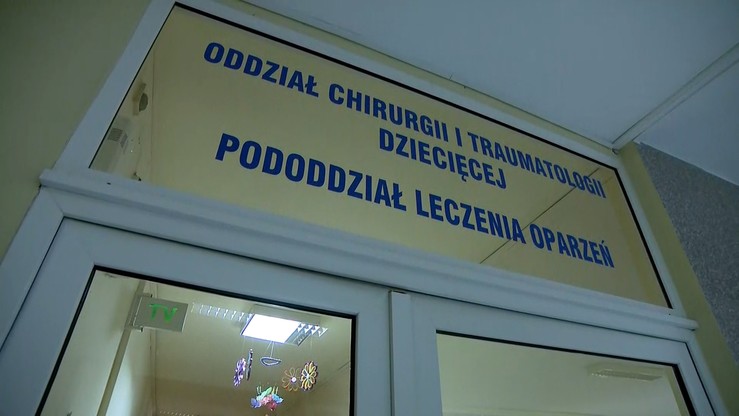 ODDZIAŁ CHIRURGII I TRAUMATOLOGII
DZIECIĘCEJ
PODODDZIAŁ LECZENIA OPARZEŃ
TV